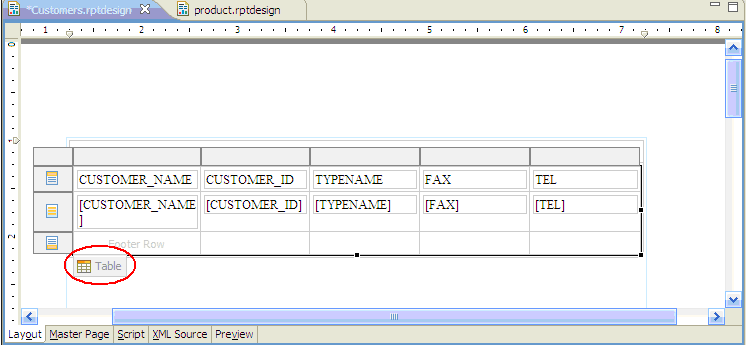 *Customers.rptdesign product.rptdesign
1 2 3 4 5 6 7 8
CUSTOMER_NAME CUSTOMER_ID TYPENAME FAX TEL
[CUSTOMER_NAME] [CUSTOMER_ID] [TYPENAME] [FAX] [TEL]
2
Footer Row
Table
Layout Master Page Script XML Source Preview